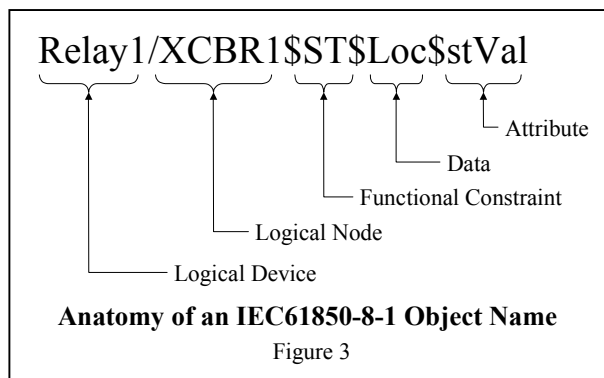 Relay1/XCBR1$ST$Loc$stVal
Attribute
Data
Functional Constraint
Logical Node
Logical Device
Anatomy of an IEC61850-8-1 Object Name
Figure 3